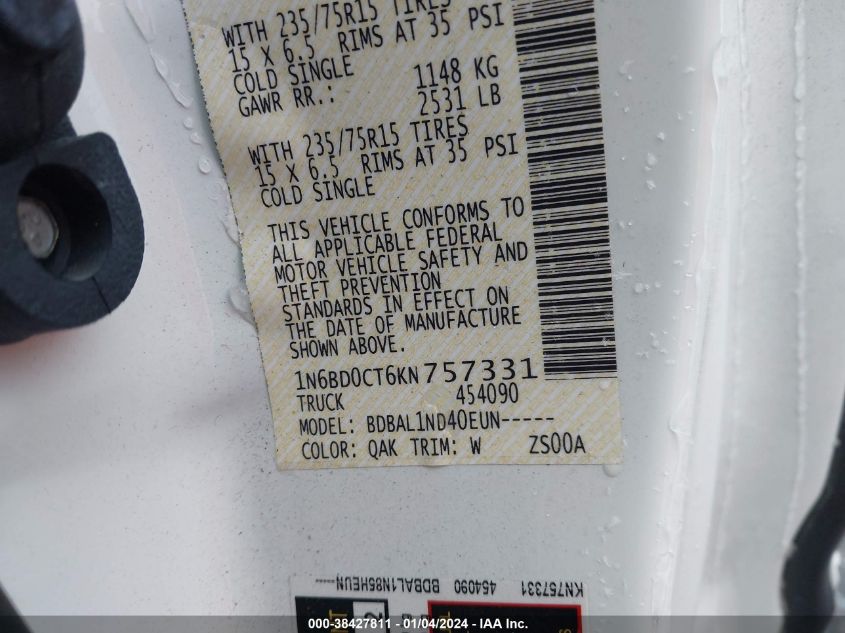 WITH 235/75R15 TIRES
15 X 6.5 RIMS AT 35 PSI
COLD SINGLE
GAWR RR.: 1148 KG
2531 LB
WITH 235/75R15 TIRES
15 X 6.5 RIMS AT 35 PSI
COLD SINGLE
THIS VEHICLE CONFORMS TO
ALL APPLICABLE FEDERAL
MOTOR VEHICLE SAFETY AND
THEFT PREVENTION
STANDARDS IN EFFECT ON
THE DATE OF MANUFACTURE
SHOWN ABOVE.
1N6BD0CT6KN757331
TRUCK 454090
MODEL: BDBAL1ND40EUN-----
COLOR: QAK TRIM: W ZS00A
KN757331 454090 BDBAL1N85HEUN-----
000-38427811 - 01/04/2024 - IAA Inc.